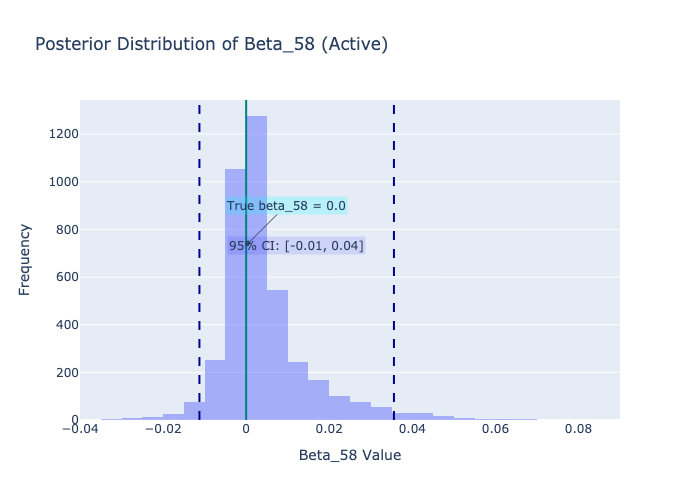 Posterior Distribution of Beta_58 (Active)
1200
1000
800
600
400
200
0
Frequency
True beta_58 = 0.0
95% CI: [-0.01, 0.04]
−0.04
−0.02
0
0.02
0.04
0.06
0.08
Beta_58 Value